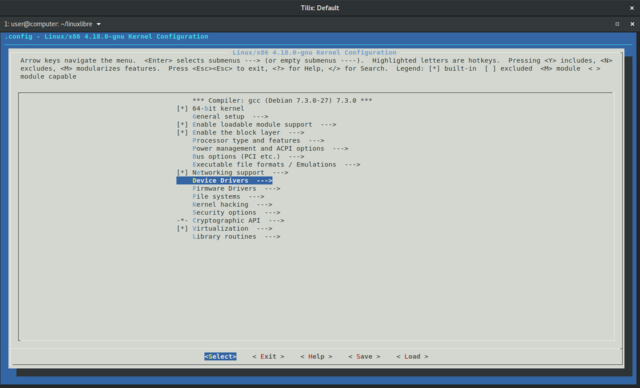 Tilix: Default
1: user@computer: ~/linuxlibre
.config - Linux/x86 4.18.0-gnu Kernel Configuration
Linux/x86 4.18.0-gnu Kernel Configuration
Arrow keys navigate the menu.  <Enter> selects submenus ---> (or empty submenus ----).  Highlighted letters are hotkeys.  Pressing <Y> includes, <N>
excludes, <M> modularizes features.  Press <Esc><Esc> to exit, <?> for Help, </> for Search.  Legend: [*] built-in  [ ] excluded  <M> module  < >
module capable
*** Compiler: gcc (Debian 7.3.0-27) 7.3.0 ***
[*] 64-bit kernel
General setup  --->
[*] Enable loadable module support  --->
[*] Enable the block layer  --->
Processor type and features  --->
Power management and ACPI options  --->
Bus options (PCI etc.)  --->
Executable file formats / Emulations  --->
[*] Networking support  --->
Device Drivers  --->
Firmware Drivers  --->
File systems  --->
Kernel hacking  --->
Security options  --->
-*- Cryptographic API  --->
[*] Virtualization  --->
Library routines  --->
<Select>    < Exit >    < Help >    < Save >    < Load >